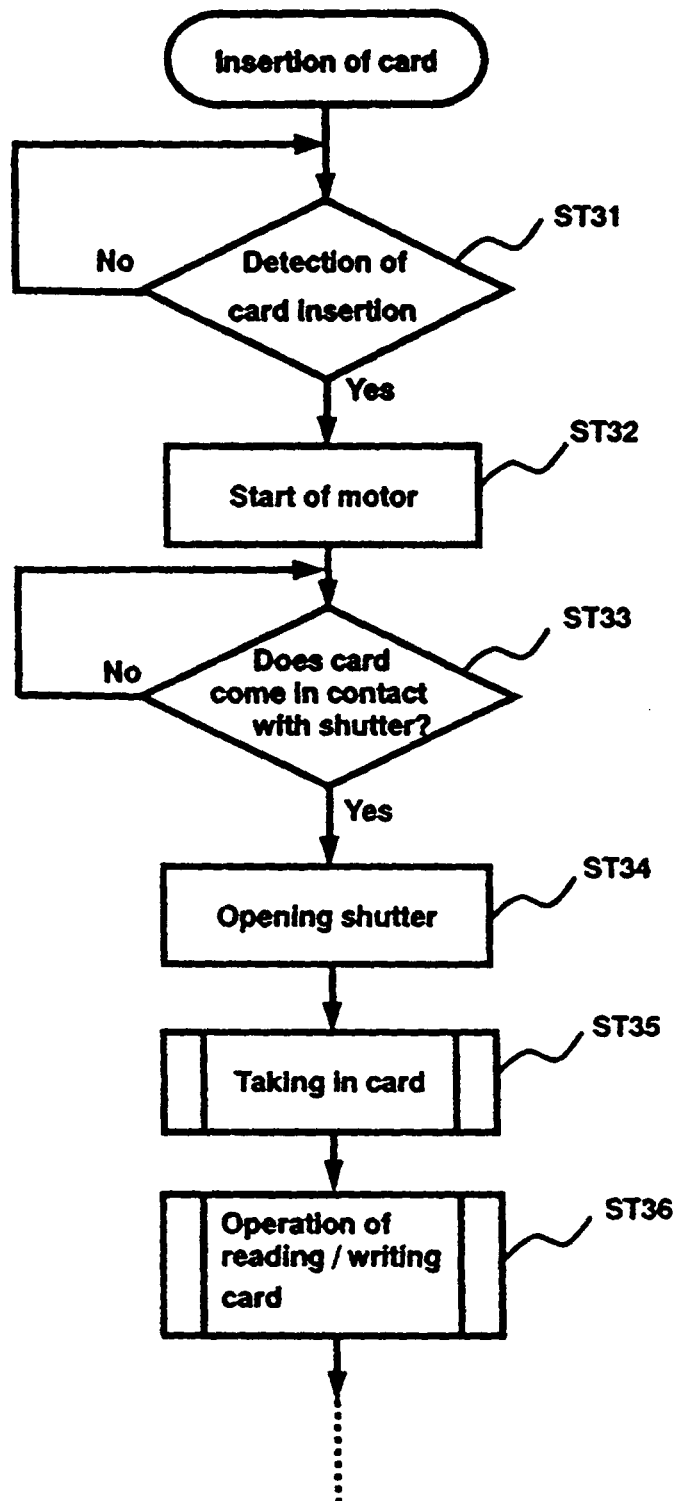 Insertion of card
ST31
No
Detection of
card insertion
Yes
ST32
Start of motor
ST33
No
Does card
come in contact
with shutter?
Yes
ST34
Opening shutter
ST35
Taking in card
ST36
Operation of
reading / writing
card